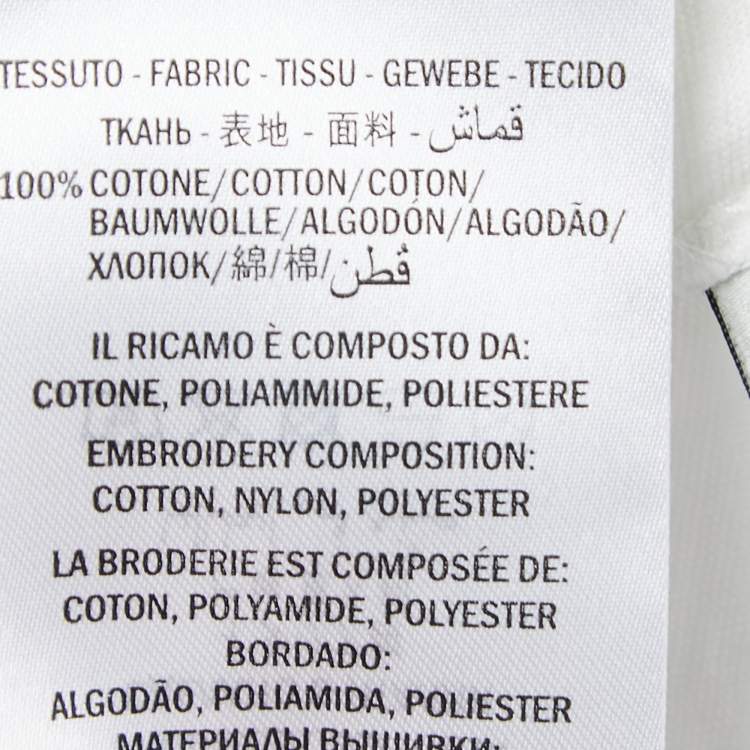 TESSUTO - FABRIC - TISSU - GEWEBE - TECIDO
ТКАНЬ - 表地 - 面料 - قماش
100% COTONE/COTTON/COTON/
BAUMWOLLE/ALGODÓN/ALGODÃO/
ХЛОПОК/綿/棉/قُطن
IL RICAMO È COMPOSTO DA:
COTONE, POLIAMMIDE, POLIESTERE
EMBROIDERY COMPOSITION:
COTTON, NYLON, POLYESTER
LA BRODERIE EST COMPOSÉE DE:
COTON, POLYAMIDE, POLYESTER
BORDADO:
ALGODÃO, POLIAMIDA, POLIESTER
МАТЕРИАЛЫ ВЫШИВКИ: